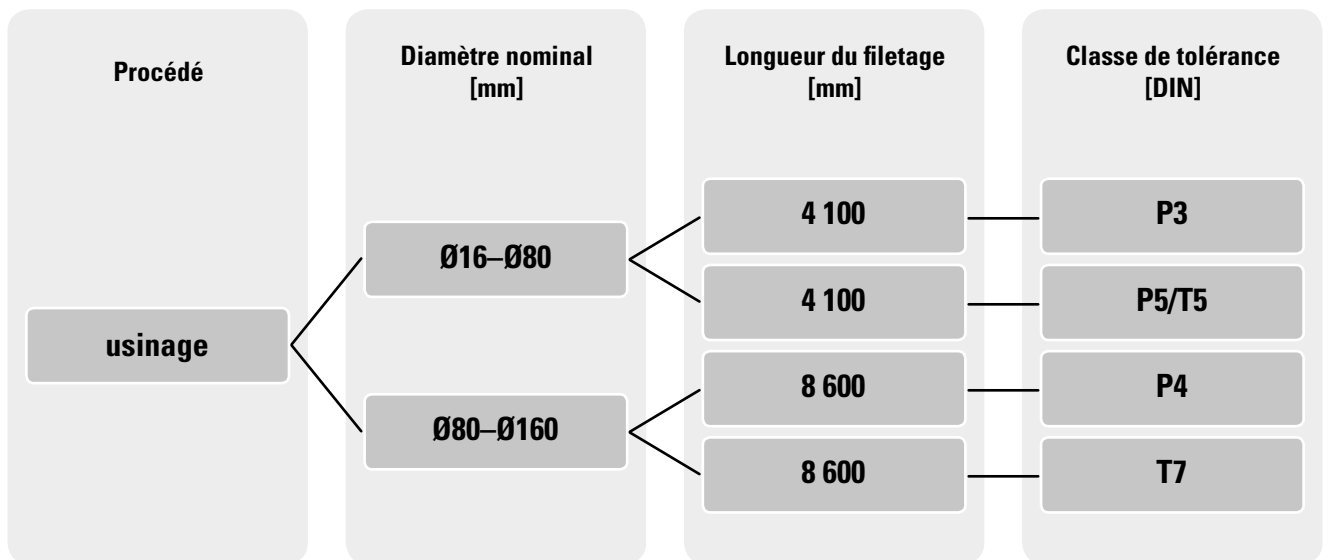 Procédé
Diamètre nominal
[mm]
Longueur du filetage
[mm]
Classe de tolérance
[DIN]
usinage
Ø16–Ø80
Ø80–Ø160
4 100
4 100
8 600
8 600
P3
P5/T5
P4
T7